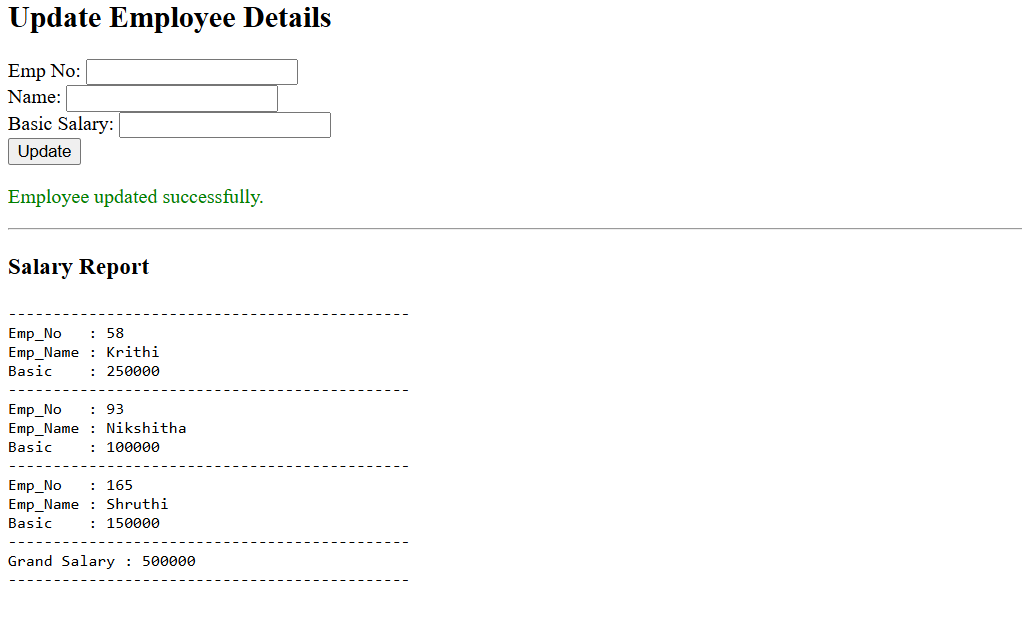 Update Employee Details
Emp No:
Name:
Basic Salary:
Update
Employee updated successfully.
Salary Report
---------------------------------------------
Emp_No   : 58
Emp_Name : Krithi
Basic    : 250000
---------------------------------------------
Emp_No   : 93
Emp_Name : Nikshitha
Basic    : 100000
---------------------------------------------
Emp_No   : 165
Emp_Name : Shruthi
Basic    : 150000
---------------------------------------------
Grand Salary : 500000
---------------------------------------------